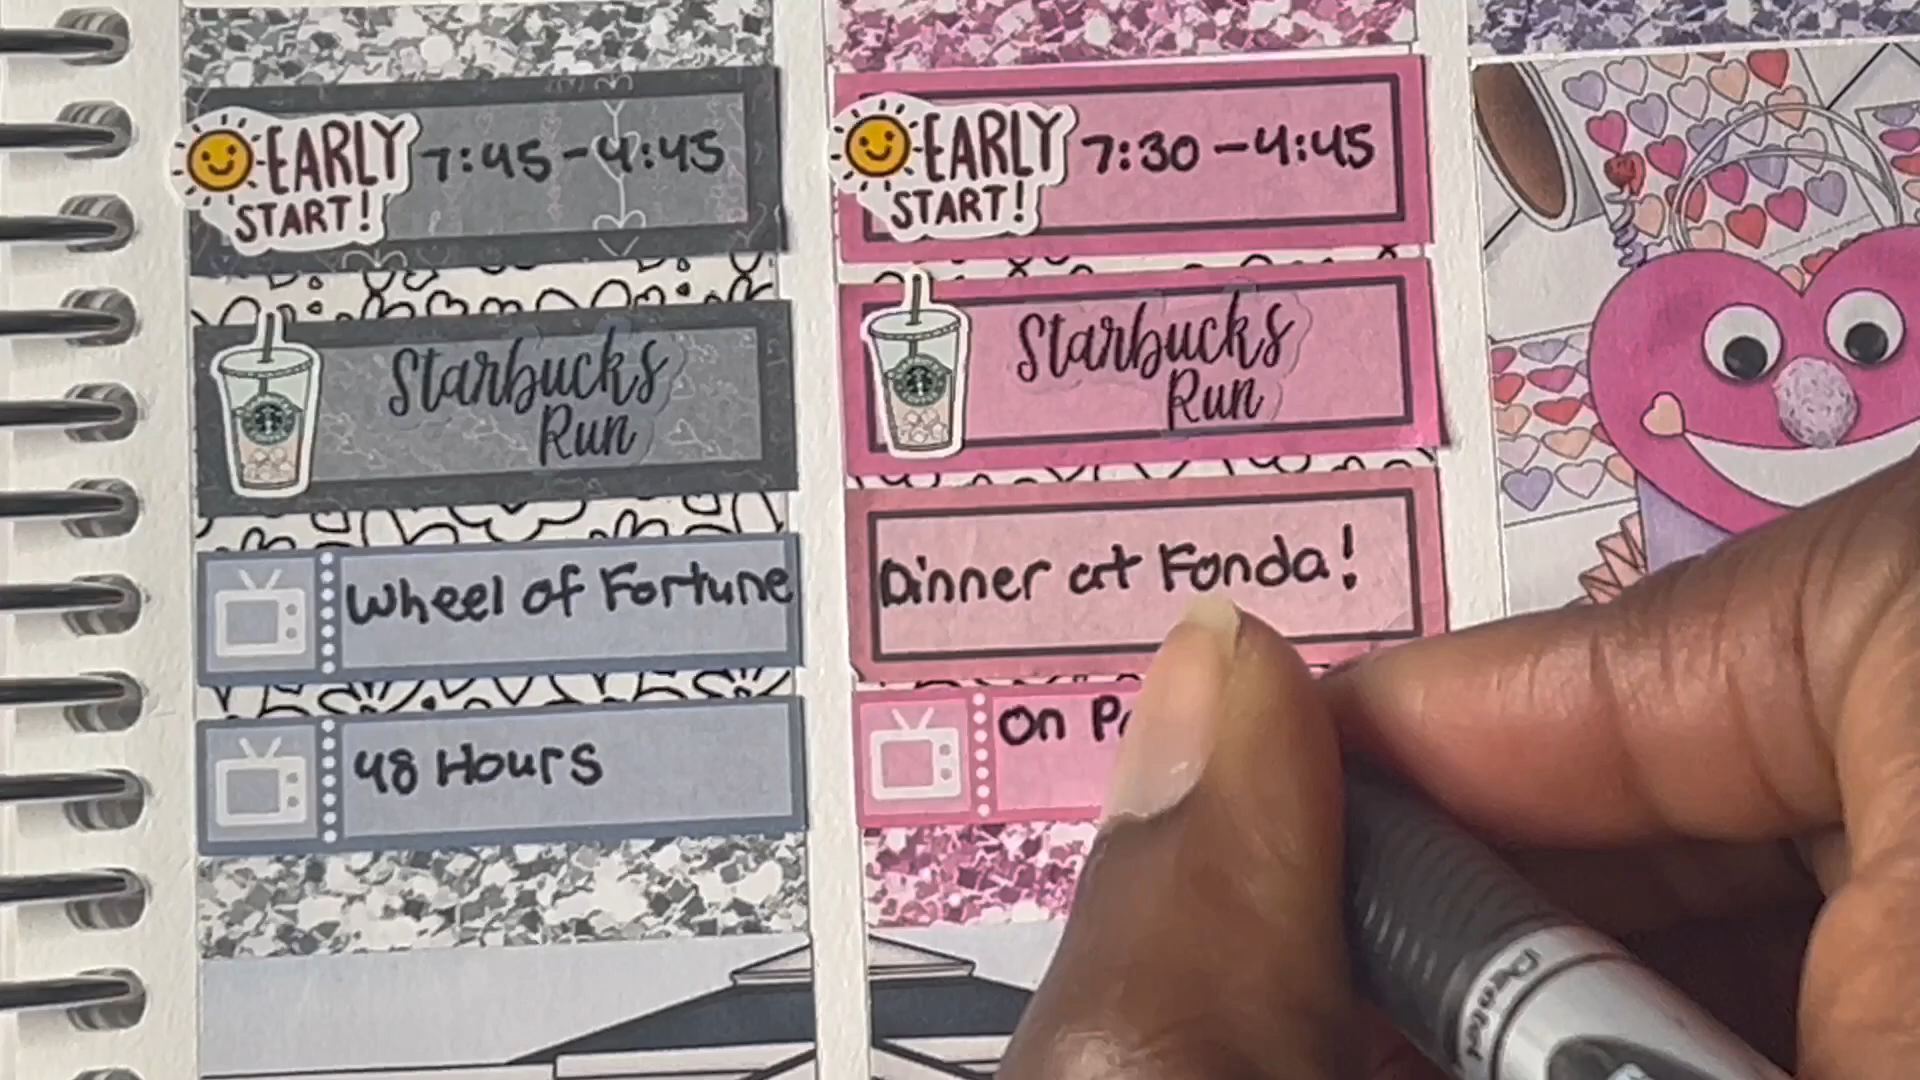 EARLY
START!
7:45-4:45
Starbucks
Run
Wheel of Fortune
48 Hours
EARLY
START!
7:30-4:45
Starbucks
Run
Dinner at Fonda!
On
Pentel